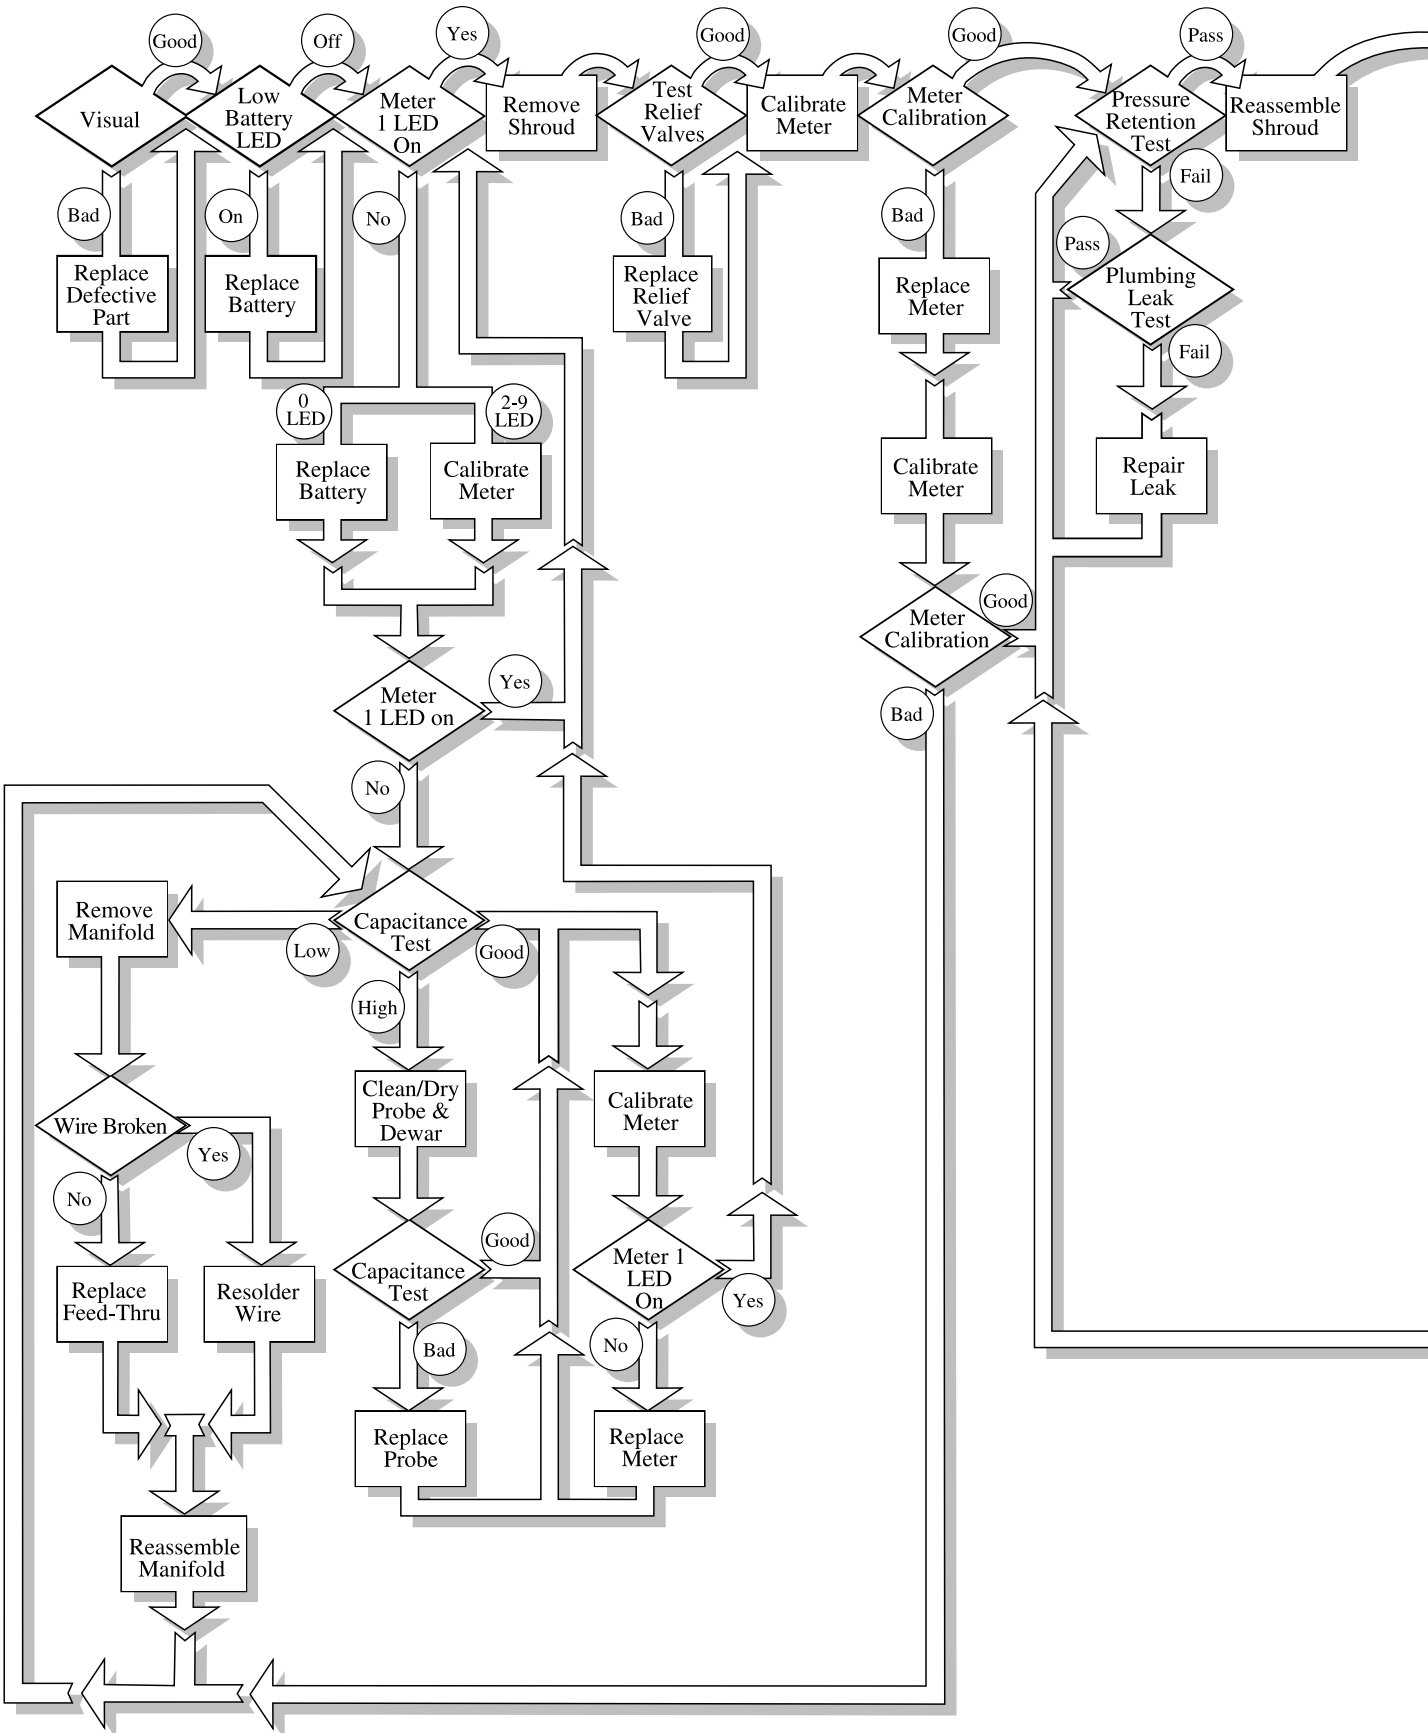 Good
Off
Yes
Good
Good
Pass
Visual
Low
Battery
LED
Meter
1 LED
On
Remove
Shroud
Test
Relief
Valves
Calibrate
Meter
Meter
Calibration
Pressure
Retention
Test
Reassemble
Shroud
Bad
On
No
Bad
Bad
Fail
Pass
Replace
Defective
Part
Replace
Battery
Replace
Relief
Valve
Replace
Meter
Plumbing
Leak
Test
Fail
0
LED
2-9
LED
Replace
Battery
Calibrate
Meter
Calibrate
Meter
Repair
Leak
Good
Meter
Calibration
Meter
1 LED on
Yes
Bad
No
Remove
Manifold
Low
Capacitance
Test
Good
High
Clean/Dry
Probe &
Dewar
Calibrate
Meter
Wire Broken
Yes
No
Capacitance
Test
Good
Meter 1
LED
On
Yes
Replace
Feed-Thru
Resolder
Wire
Bad
No
Replace
Probe
Replace
Meter
Reassemble
Manifold